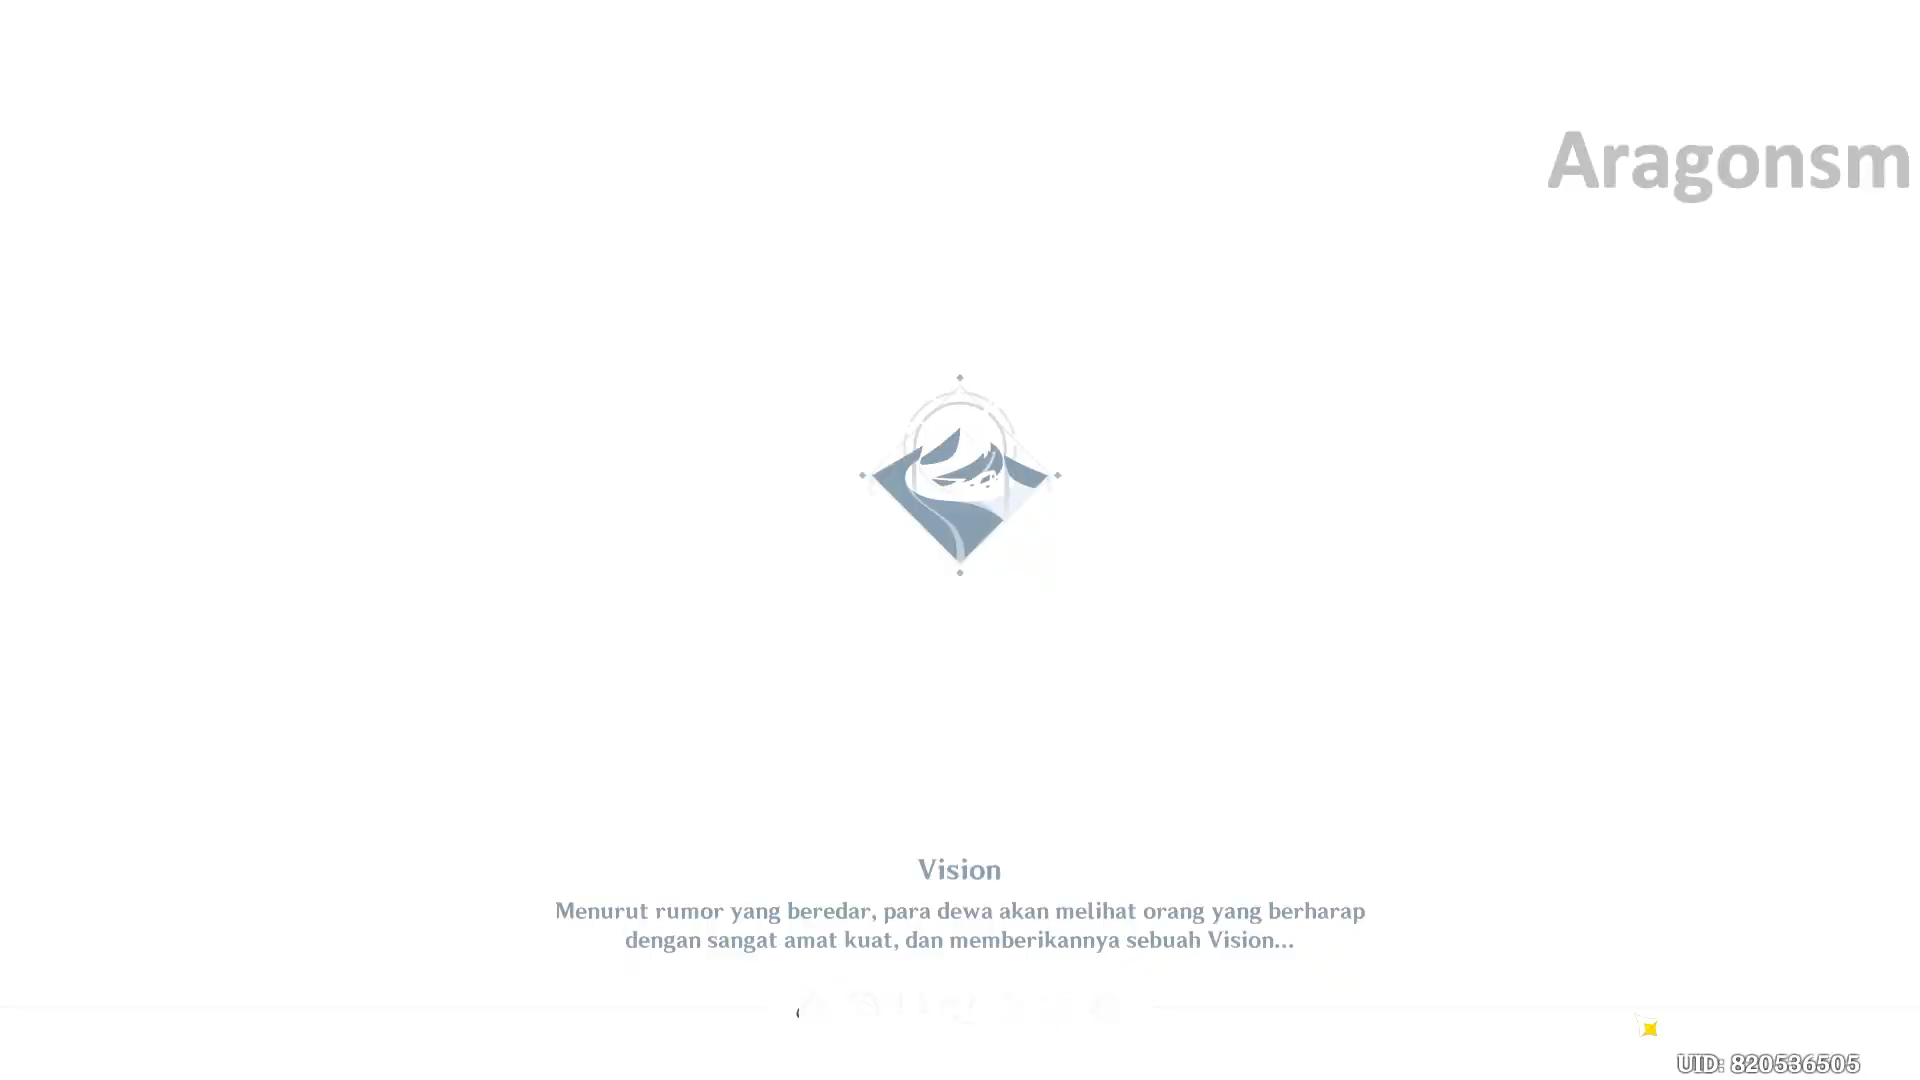 Aragonsm
Vision
Menurut rumor yang beredar, para dewa akan melihat orang yang berharap
dengan sangat amat kuat, dan memberikannya sebuah Vision...
UID: 820536505